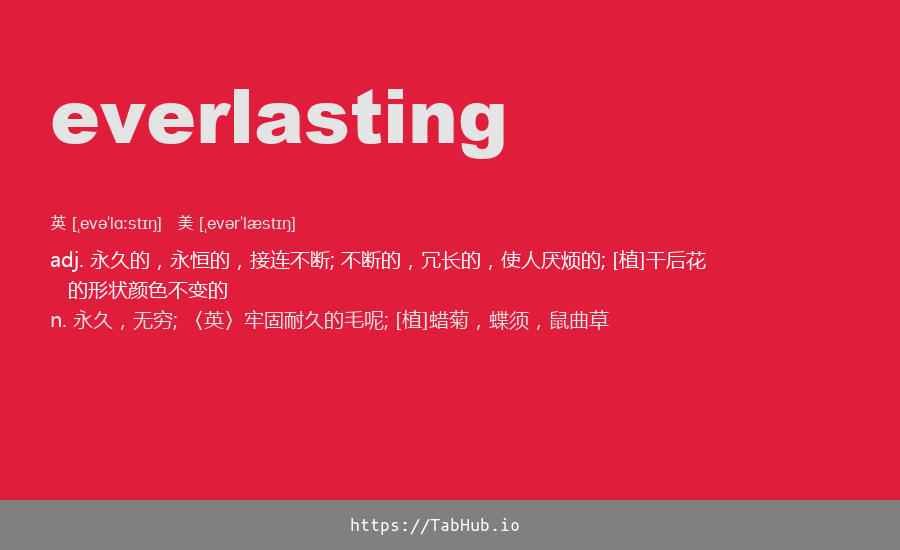 everlasting
英 [ˌevəˈlɑːstɪŋ] 美 [ˌevərˈlæstɪŋ]
adj. 永久的，永恒的，接连不断; 不断的，冗长的，使人厌烦的; [植]干后花
的形状颜色不变的
n. 永久，无穷; 〈英〉牢固耐久的毛呢; [植]蜡菊，蝶须，鼠曲草
https://TabHub.io